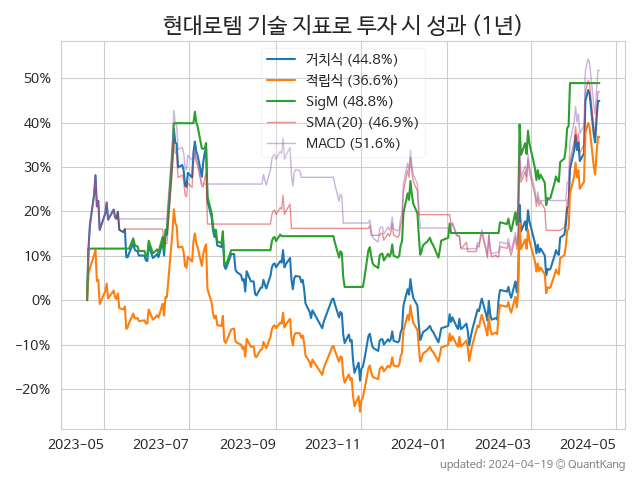 현대로템 기술 지표로 투자 시 성과 (1년)
거치식 (44.8%)
적립식 (36.6%)
SigM (48.8%)
SMA(20) (46.9%)
MACD (51.6%)
50%
40%
30%
20%
10%
0%
−10%
−20%
2023-05 2023-07 2023-09 2023-11 2024-01 2024-03 2024-05
updated: 2024-04-19 © QuantKang